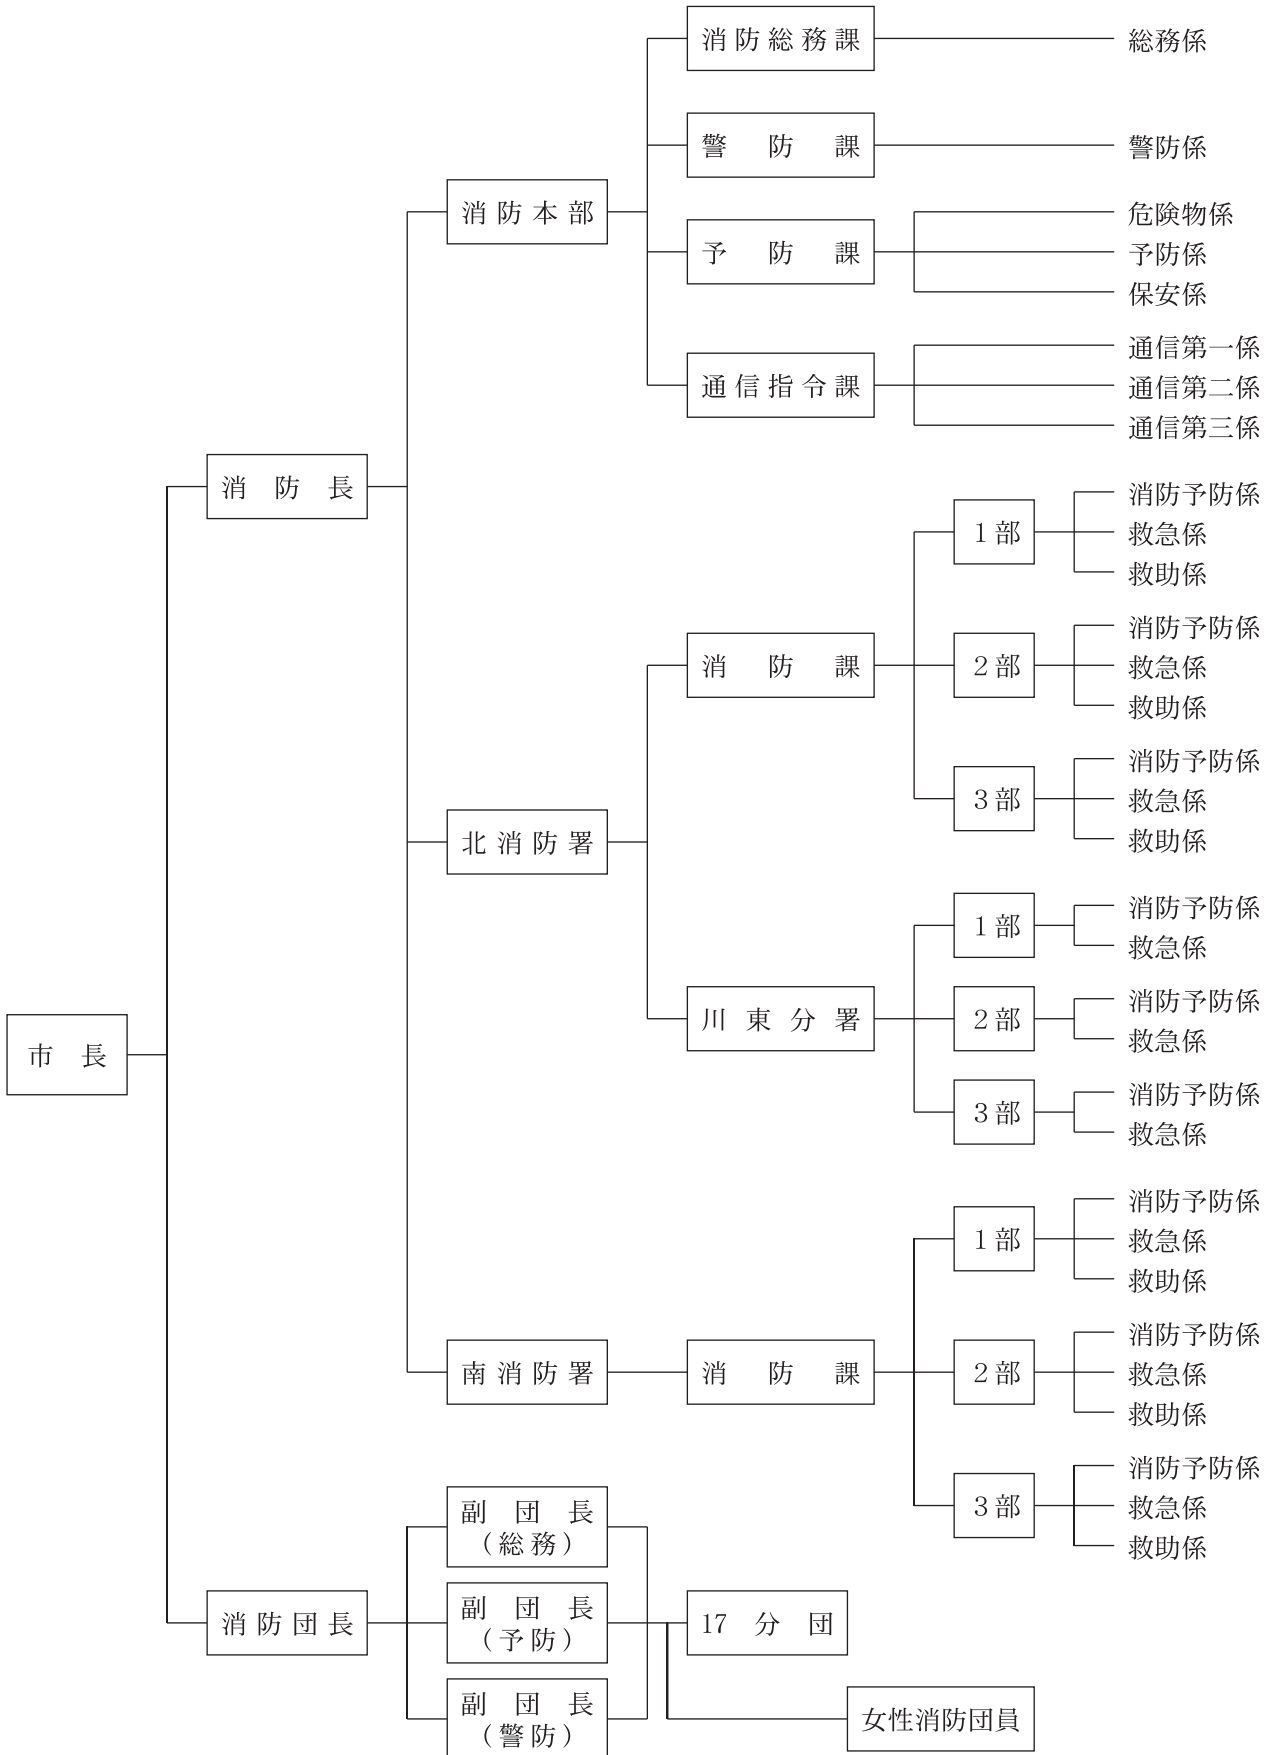 市長
消防長
消防本部
消防総務課
総務係
警防課
警防係
予防課
危険物係
予防係
保安係
通信指令課
通信第一係
通信第二係
通信第三係
北消防署
消防課
1部
消防予防係
救急係
救助係
2部
消防予防係
救急係
救助係
3部
消防予防係
救急係
救助係
川東分署
1部
消防予防係
救急係
2部
消防予防係
救急係
3部
消防予防係
救急係
南消防署
消防課
1部
消防予防係
救急係
救助係
2部
消防予防係
救急係
救助係
3部
消防予防係
救急係
救助係
消防団長
副団長
(総務)
副団長
(予防)
副団長
(警防)
17分団
女性消防団員